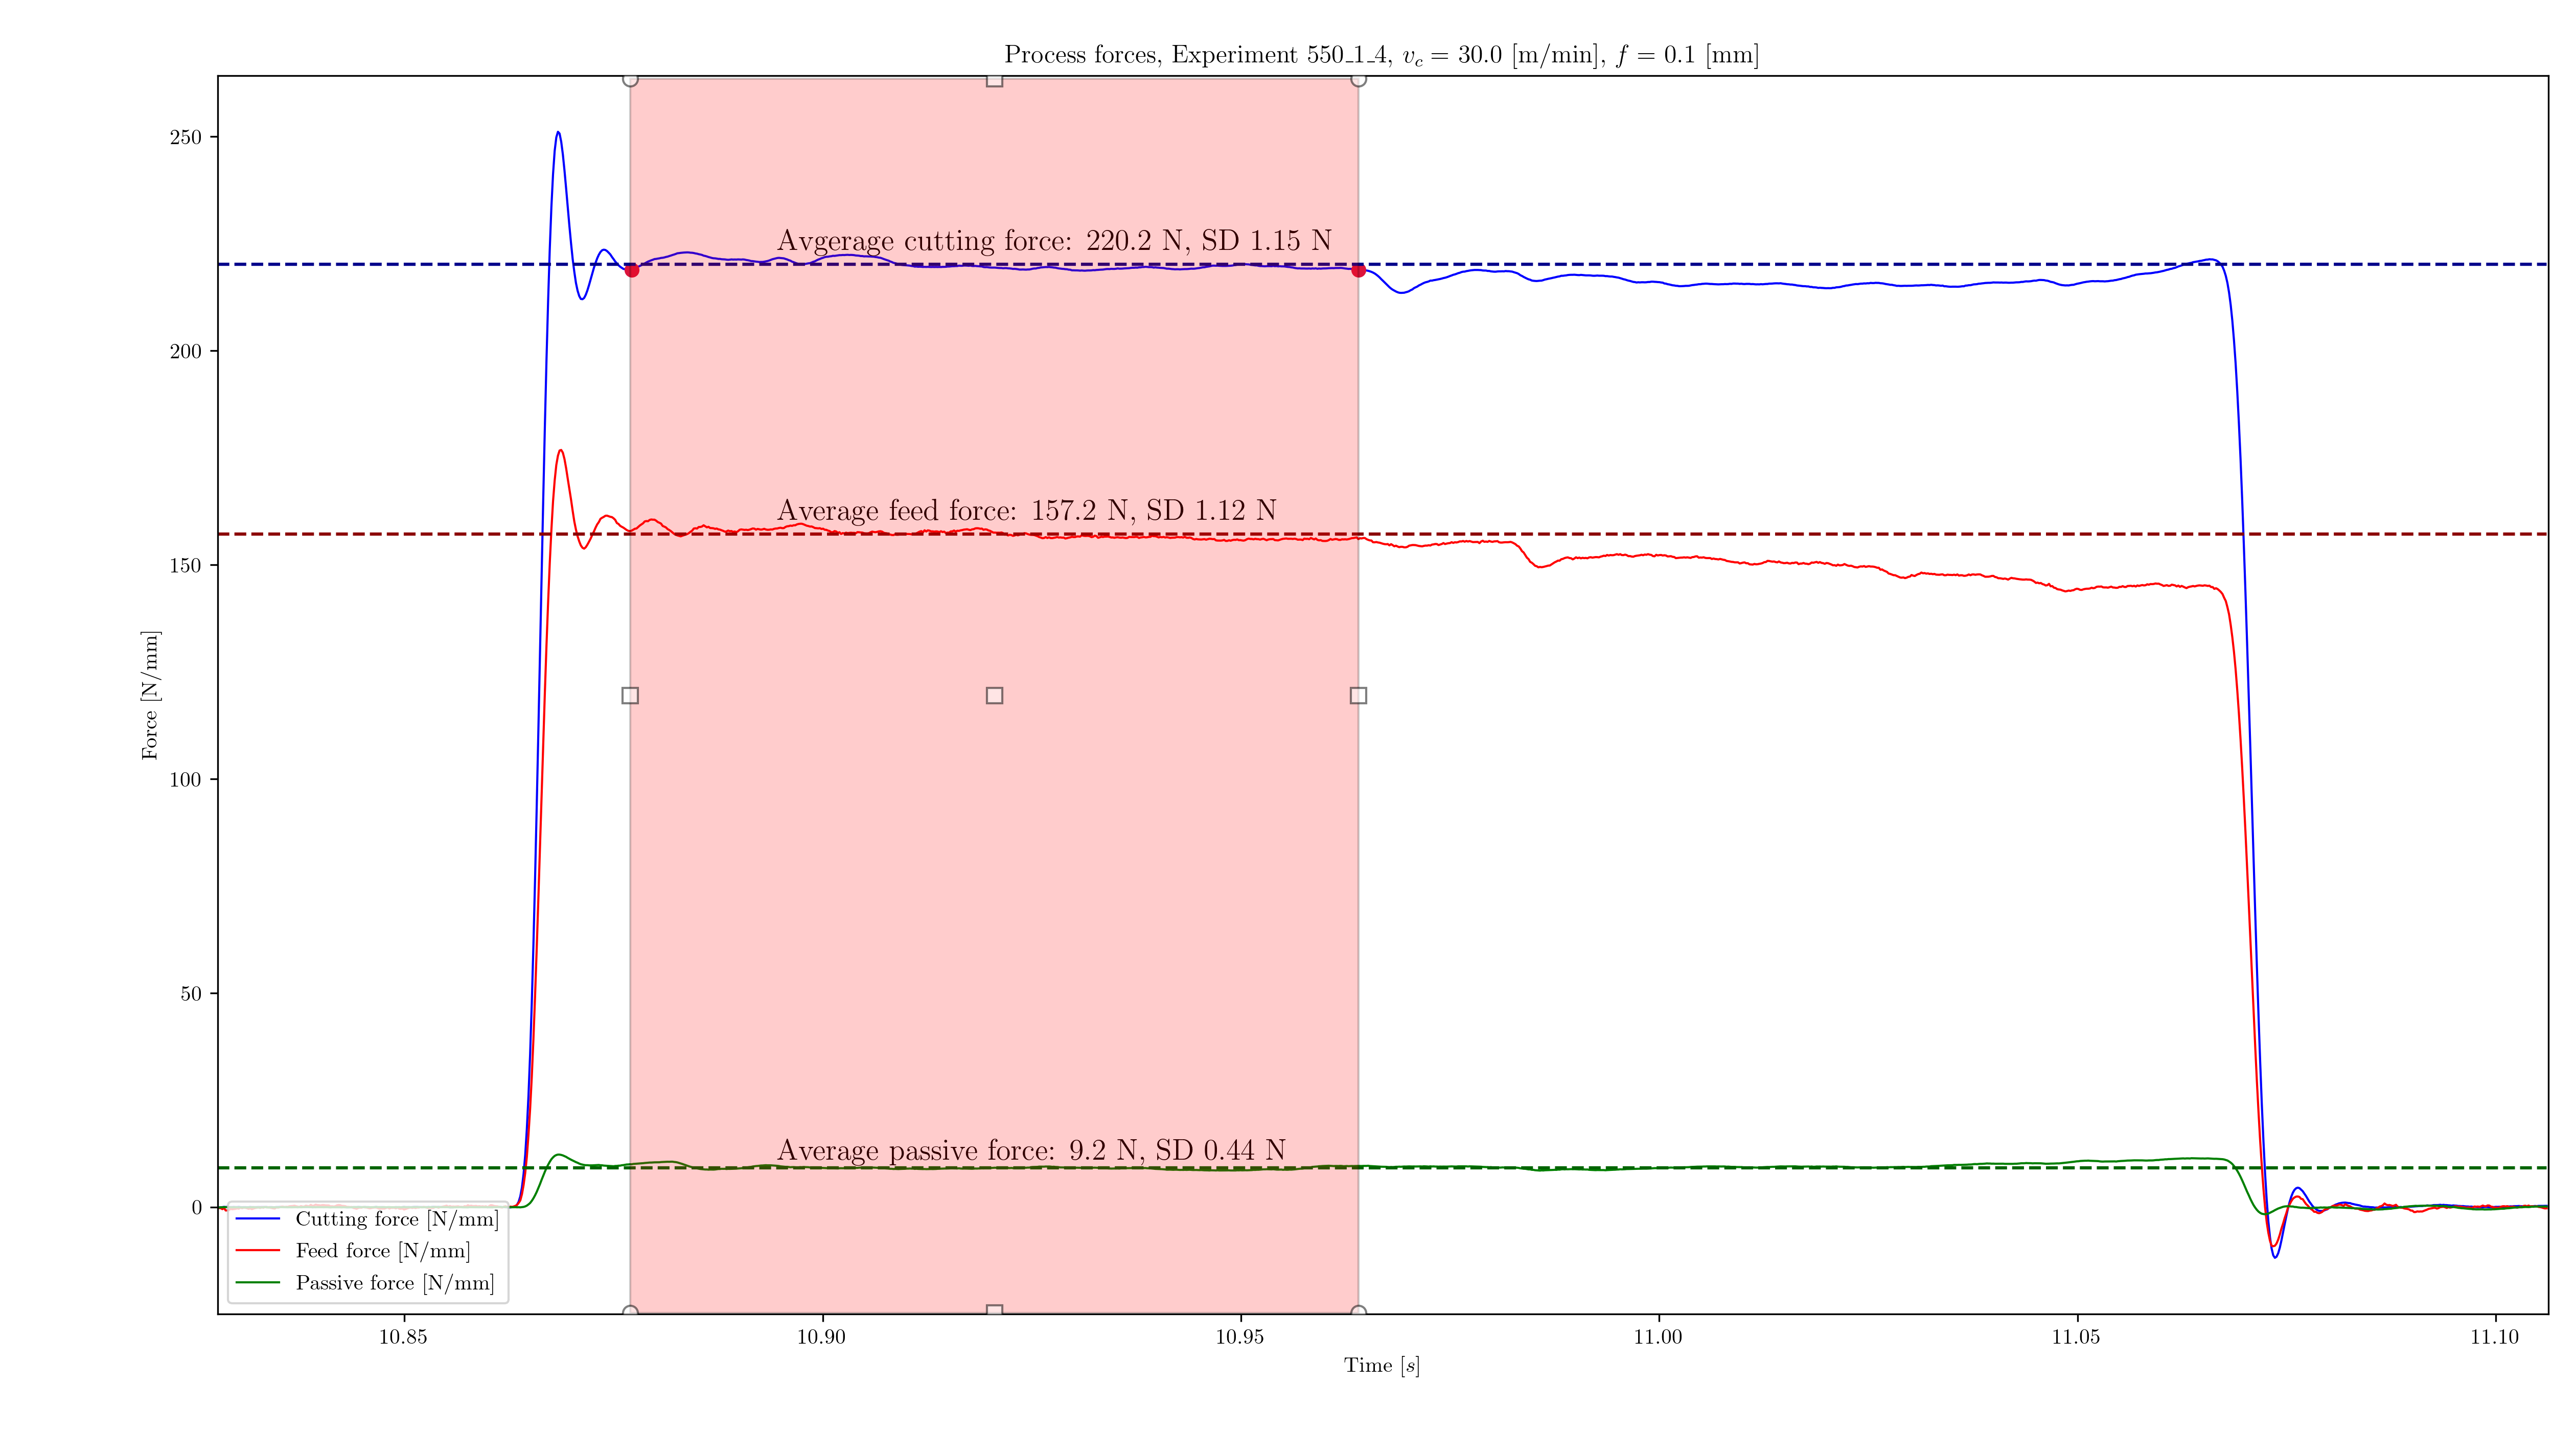 Process forces, Experiment 550_1_4, v_c = 30.0 [m/min], f = 0.1 [mm]
250
200
150
100
50
0
Force [N/mm]
Avgerage cutting force: 220.2 N, SD 1.15 N
Average feed force: 157.2 N, SD 1.12 N
Average passive force: 9.2 N, SD 0.44 N
Cutting force [N/mm]
Feed force [N/mm]
Passive force [N/mm]
10.85 10.90 10.95 11.00 11.05 11.10
Time [s]